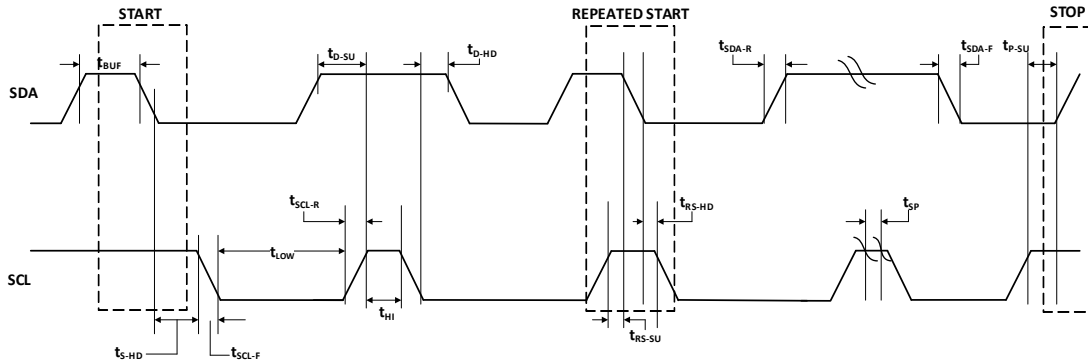 START
REPEATED START
STOP
tBUF
tD-SU
tD-HD
tSDA-R
tSDA-F
tP-SU
SDA
tSCL-R
tRS-HD
tSP
tLOW
SCL
tHI
tRS-SU
tS-HD
tSCL-F